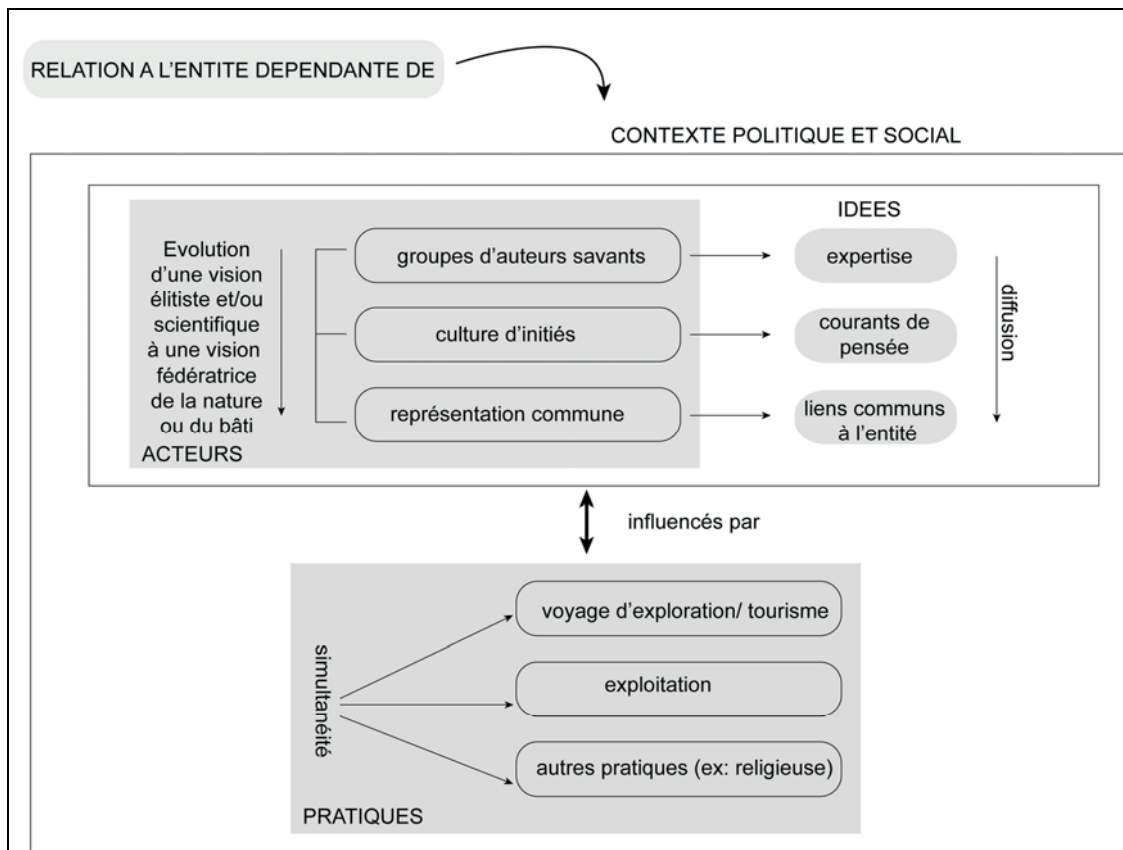 RELATION A L'ENTITE DEPENDANTE DE
CONTEXTE POLITIQUE ET SOCIAL
Evolution
d'une vision
élitiste et/ou
scientifique
à une vision
fédératrice
de la nature
ou du bâti
ACTEURS
groupes d'auteurs savants
culture d'initiés
représentation commune
IDEES
expertise
courants de
pensée
liens communs
à l'entité
diffusion
influencés par
simultanéité
voyage d'exploration/ tourisme
exploitation
autres pratiques (ex: religieuse)
PRATIQUES